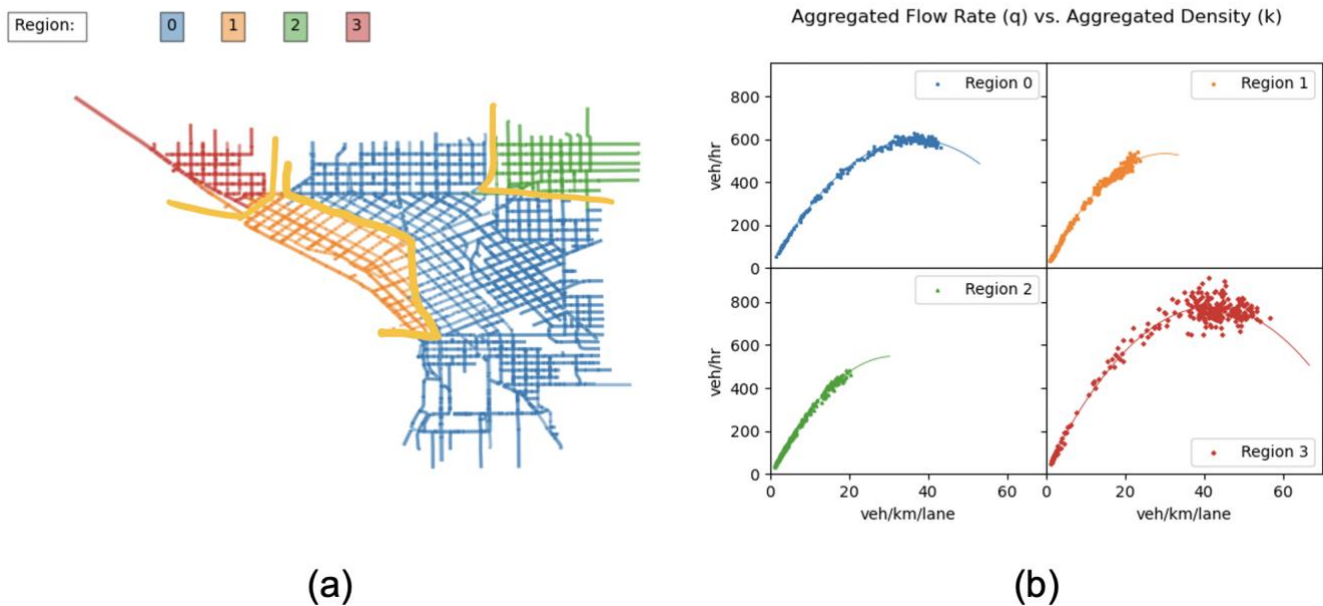 Region: 0 1 2 3
Aggregated Flow Rate (q) vs. Aggregated Density (k)
Region 0
Region 1
800
600
400
200
0
veh/hr
Region 2
Region 3
800
600
400
200
0
veh/hr
0 20 40 60 0 20 40 60
veh/km/lane veh/km/lane
(a) (b)